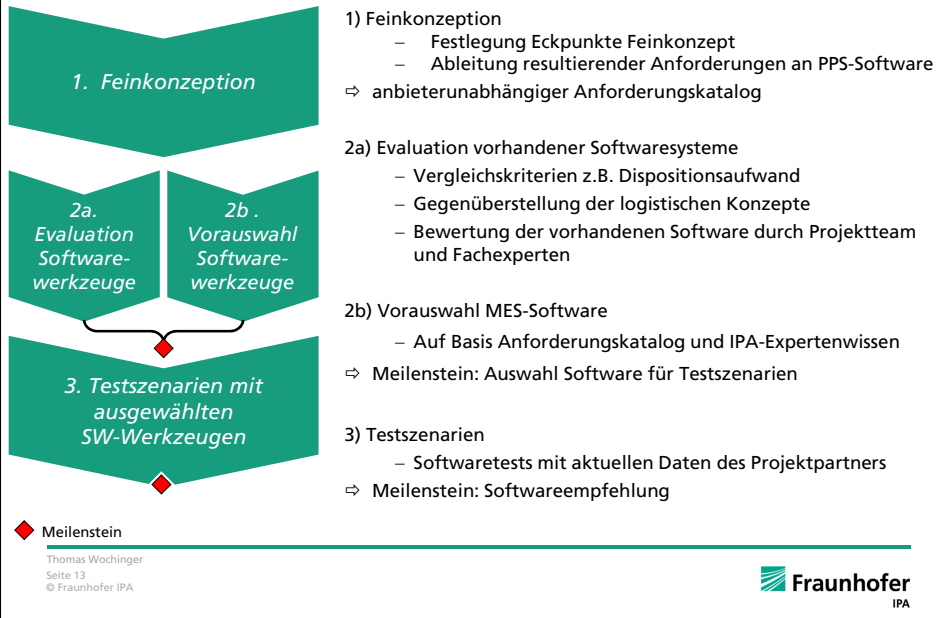 1. Feinkonzeption
2a.
Evaluation
Software-
werkzeuge
2b .
Vorauswahl
Software-
werkzeuge
3. Testszenarien mit
ausgewählten
SW-Werkzeugen
1) Feinkonzeption
– Festlegung Eckpunkte Feinkonzept
– Ableitung resultierender Anforderungen an PPS-Software
⇨ anbieterunabhängiger Anforderungskatalog
2a) Evaluation vorhandener Softwaresysteme
– Vergleichskriterien z.B. Dispositionsaufwand
– Gegenüberstellung der logistischen Konzepte
– Bewertung der vorhandenen Software durch Projektteam
und Fachexperten
2b) Vorauswahl MES-Software
– Auf Basis Anforderungskatalog und IPA-Expertenwissen
⇨ Meilenstein: Auswahl Software für Testszenarien
3) Testszenarien
– Softwaretests mit aktuellen Daten des Projektpartners
⇨ Meilenstein: Softwareempfehlung
Meilenstein
Thomas Wochinger
Seite 13
© Fraunhofer IPA
Fraunhofer
IPA